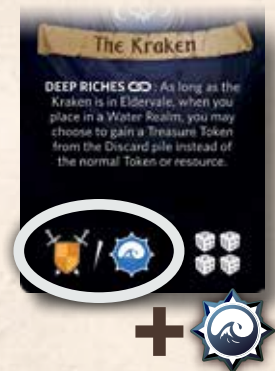 The Kraken
DEEP RICHES : As long as the
Kraken is in Eldervale, when you
place in a Water Realm, you may
choose to gain a Treasure Token
from the Discard pile instead of
the normal Token or resource.
/
+